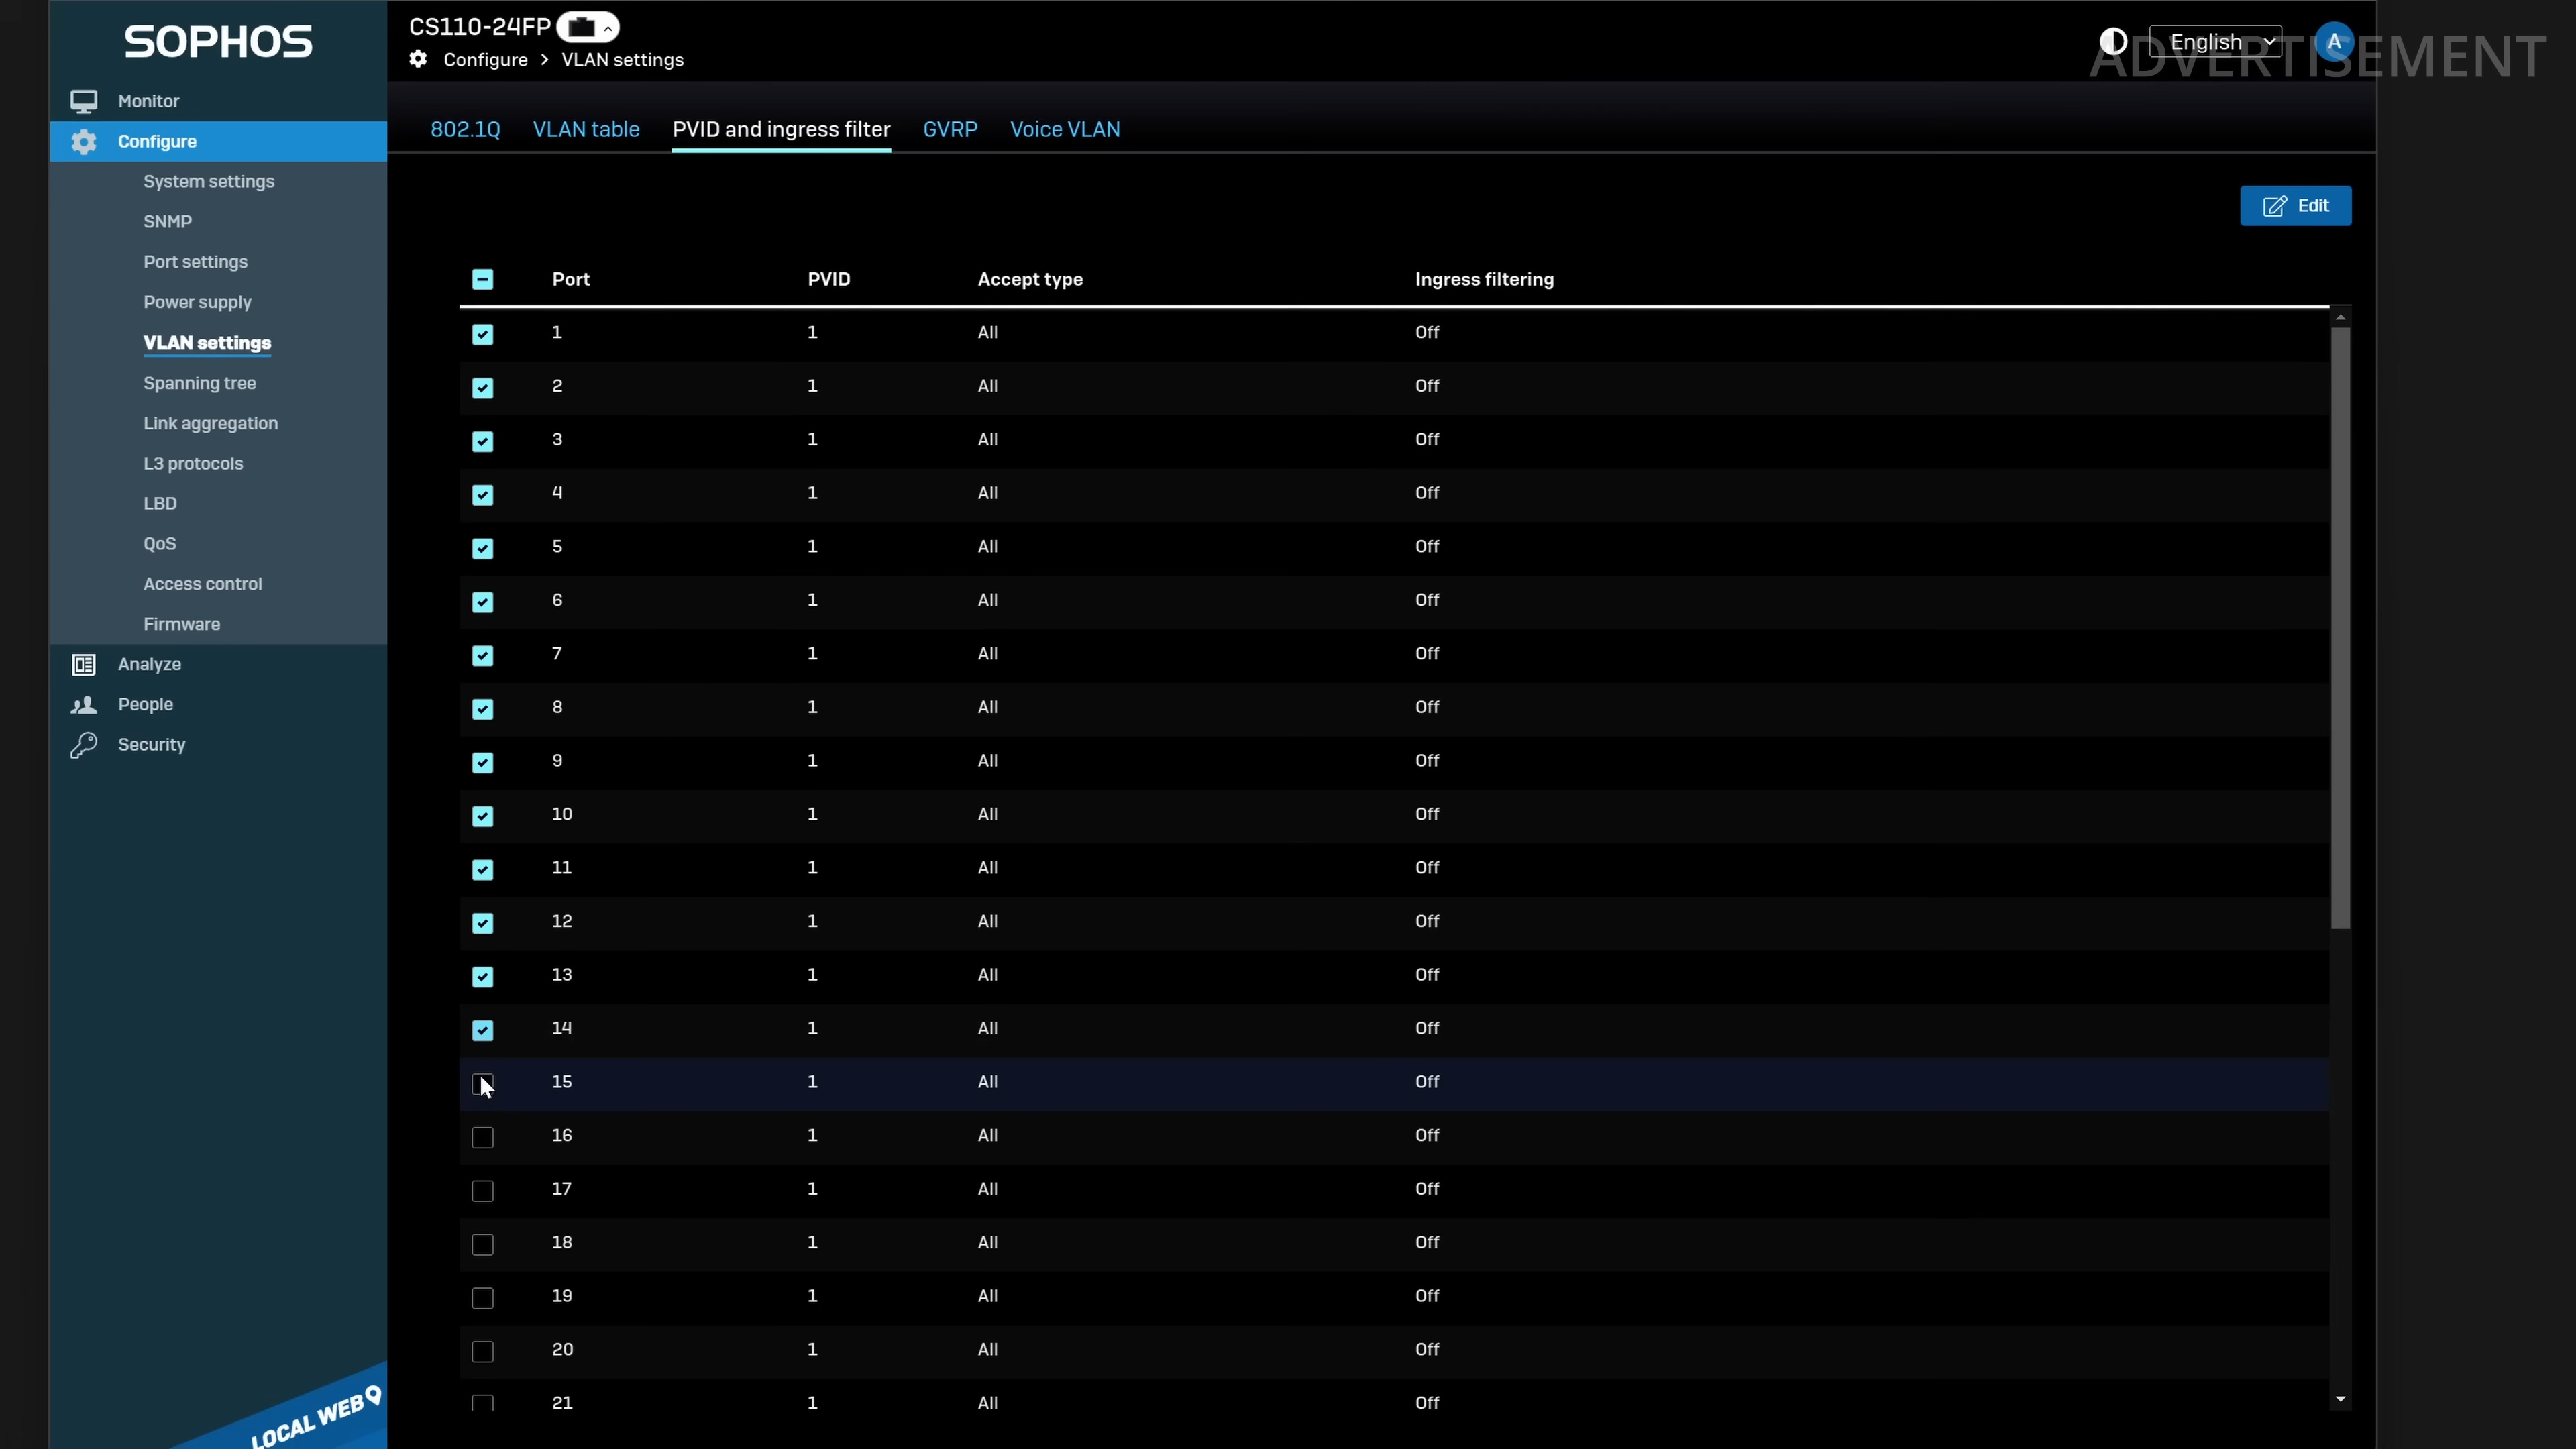 SOPHOS
CS110-24FP
Configure > VLAN settings
English
A
ADVERTISEMENT
Monitor
Configure
System settings
SNMP
Port settings
Power supply
VLAN settings
Spanning tree
Link aggregation
L3 protocols
LBD
QoS
Access control
Firmware
Analyze
People
Security
LOCAL WEB
802.1Q VLAN table PVID and ingress filter GVRP Voice VLAN
Edit
Port PVID Accept type Ingress filtering
1 1 All Off
2 1 All Off
3 1 All Off
4 1 All Off
5 1 All Off
6 1 All Off
7 1 All Off
8 1 All Off
9 1 All Off
10 1 All Off
11 1 All Off
12 1 All Off
13 1 All Off
14 1 All Off
15 1 All Off
16 1 All Off
17 1 All Off
18 1 All Off
19 1 All Off
20 1 All Off
21 1 All Off